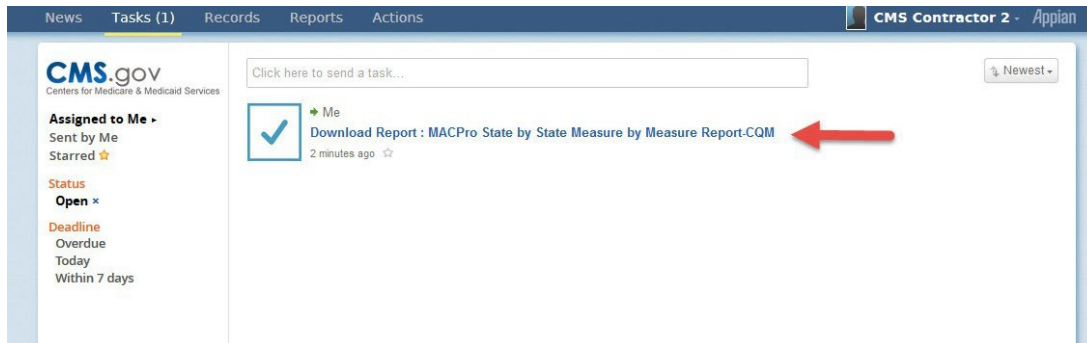 News Tasks (1) Records Reports Actions CMS Contractor 2 - Appian
CMS.gov
Centers for Medicare & Medicaid Services
Assigned to Me
Sent by Me
Starred
Status
Open ×
Deadline
Overdue
Today
Within 7 days
Click here to send a task...
Newest
Me
Download Report : MACPro State by State Measure by Measure Report-CQM
2 minutes ago